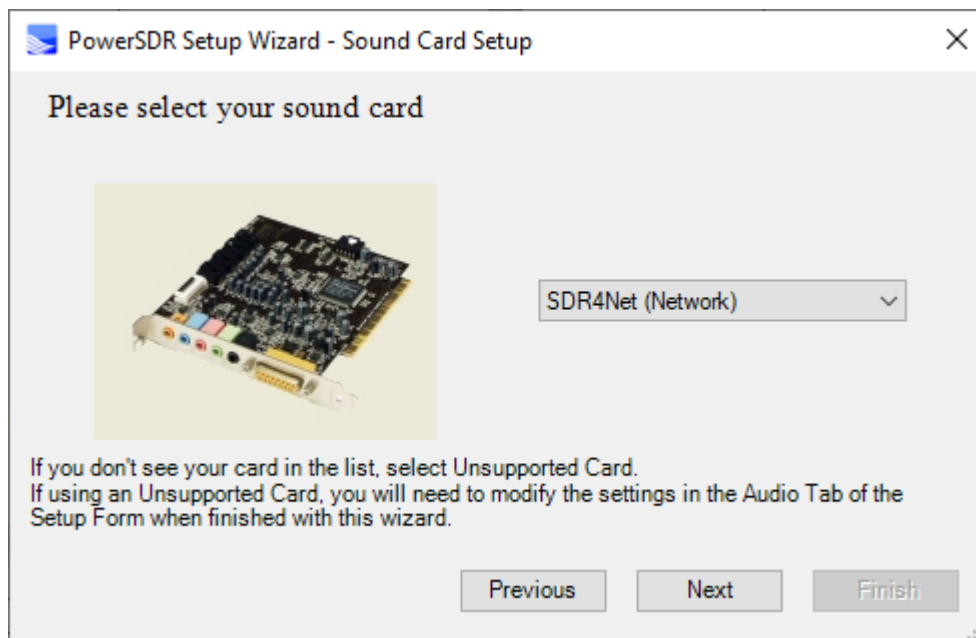 PowerSDR Setup Wizard - Sound Card Setup
Please select your sound card
SDR4Net (Network)
If you don't see your card in the list, select Unsupported Card.
If using an Unsupported Card, you will need to modify the settings in the Audio Tab of the
Setup Form when finished with this wizard.
Previous Next Finish